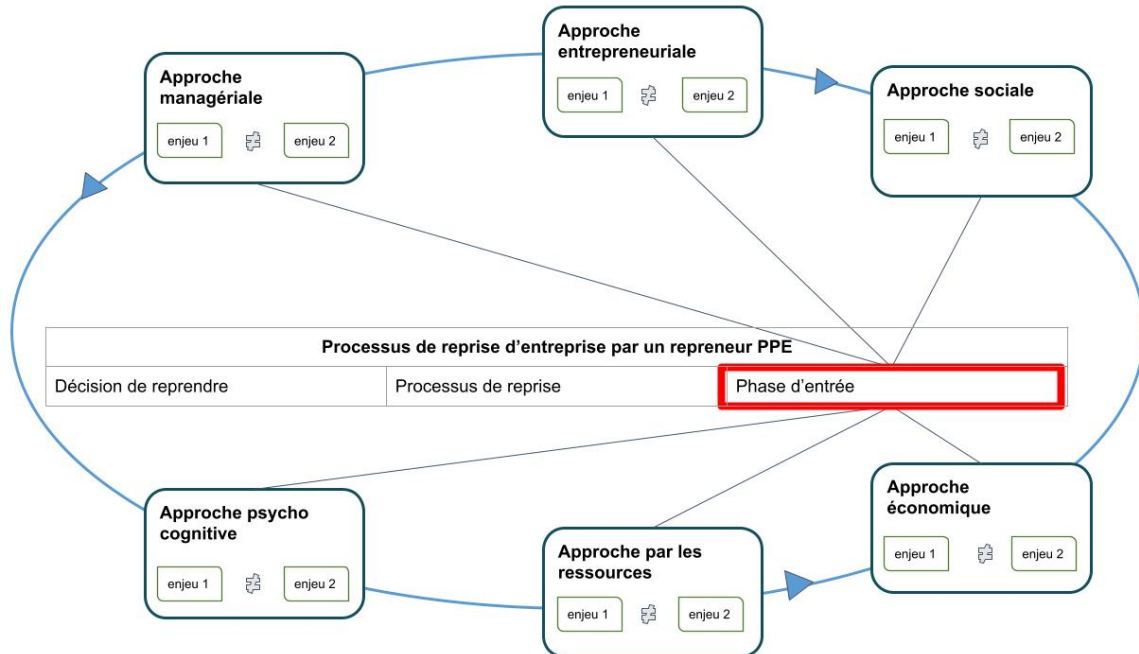 Approche
entrepreneuriale
enjeu 1 ≠ enjeu 2
Approche
managériale
enjeu 1 ≠ enjeu 2
Approche sociale
enjeu 1 ≠ enjeu 2
Processus de reprise d’entreprise par un repreneur PPE
Décision de reprendre
Processus de reprise
Phase d’entrée
Approche psycho
cognitive
enjeu 1 ≠ enjeu 2
Approche par les
ressources
enjeu 1 ≠ enjeu 2
Approche
économique
enjeu 1 ≠ enjeu 2